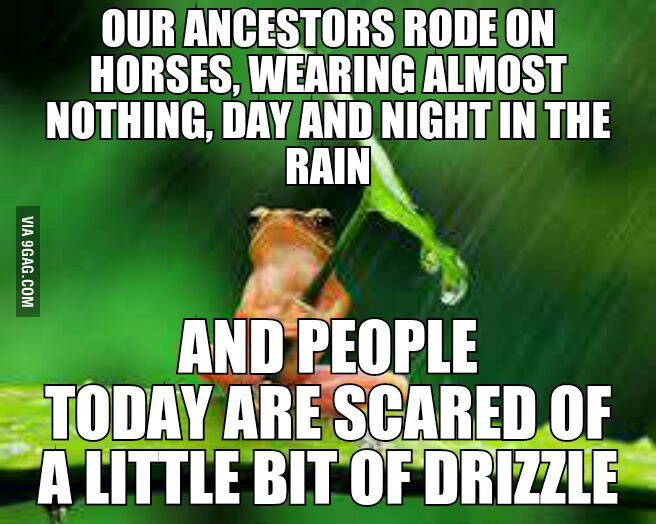 OUR ANCESTORS RODE ON
HORSES, WEARING ALMOST
NOTHING, DAY AND NIGHT IN THE
RAIN
VIA 9GAG.COM
AND PEOPLE
TODAY ARE SCARED OF
A LITTLE BIT OF DRIZZLE